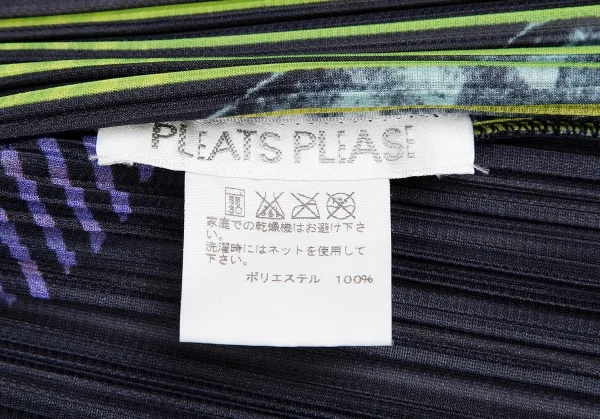 PLEATS PLEASE
家庭での乾燥機はお避け下さ
い。
洗濯時にはネットを使用して
下さい。
ポリエステル 100%